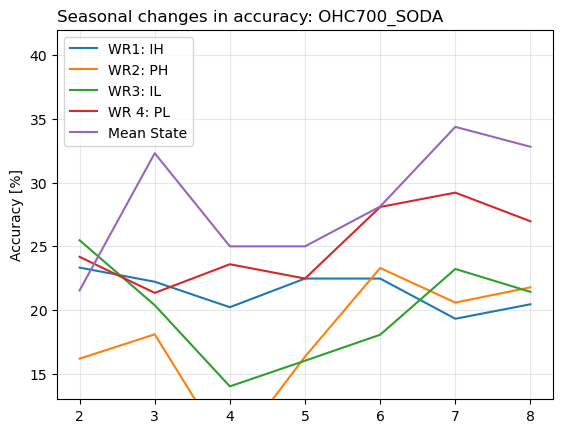 Seasonal changes in accuracy: OHC700_SODA
WR1: IH
WR2: PH
WR3: IL
WR 4: PL
Mean State
Accuracy [%]
40
35
30
25
20
15
2 3 4 5 6 7 8